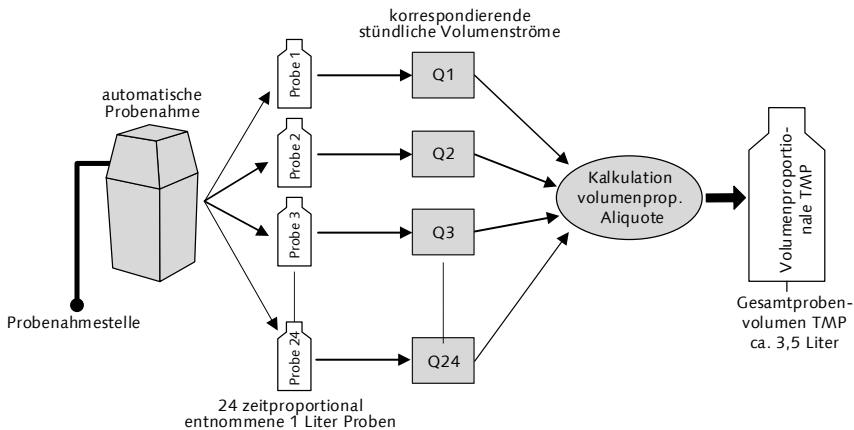 korrespondierende
stündliche Volumenströme
automatische
Probenahme
Probenahmestelle
Probe 1
Probe 2
Probe 3
Probe 24
24 zeitproportional
entnommene 1 Liter Proben
Q1
Q2
Q3
Q24
Kalkulation
volumenprop.
Aliquote
Volumenproportio-
nale TMP
Gesamtproben-
volumen TMP
ca. 3,5 Liter